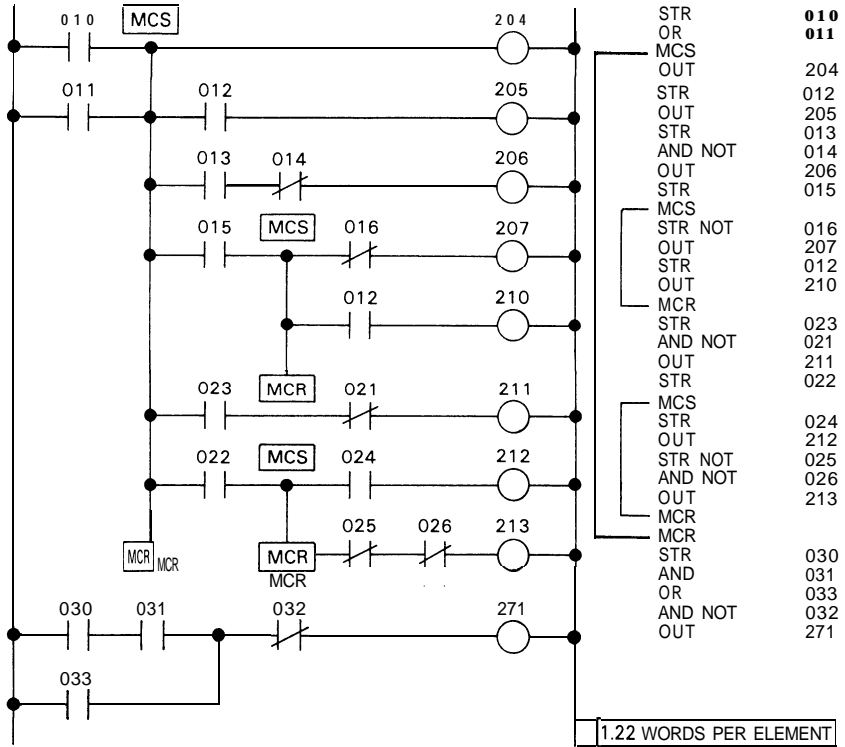 010 MCS 204
011 012 205
013 014 206
015 MCS 016 207
012 210
MCR
023 021 211
022 MCS 024 212
025 026 213
MCR MCR MCR
MCR
030 031 032 271
033
STR 010
OR 011
MCS
OUT 204
STR 012
OUT 205
STR 013
AND NOT 014
OUT 206
STR 015
MCS
STR NOT 016
OUT 207
STR 012
OUT 210
MCR
STR 023
AND NOT 021
OUT 211
STR 022
MCS
STR 024
OUT 212
STR NOT 025
AND NOT 026
OUT 213
MCR
MCR
STR 030
AND 031
OR 033
AND NOT 032
OUT 271
1.22 WORDS PER ELEMENT